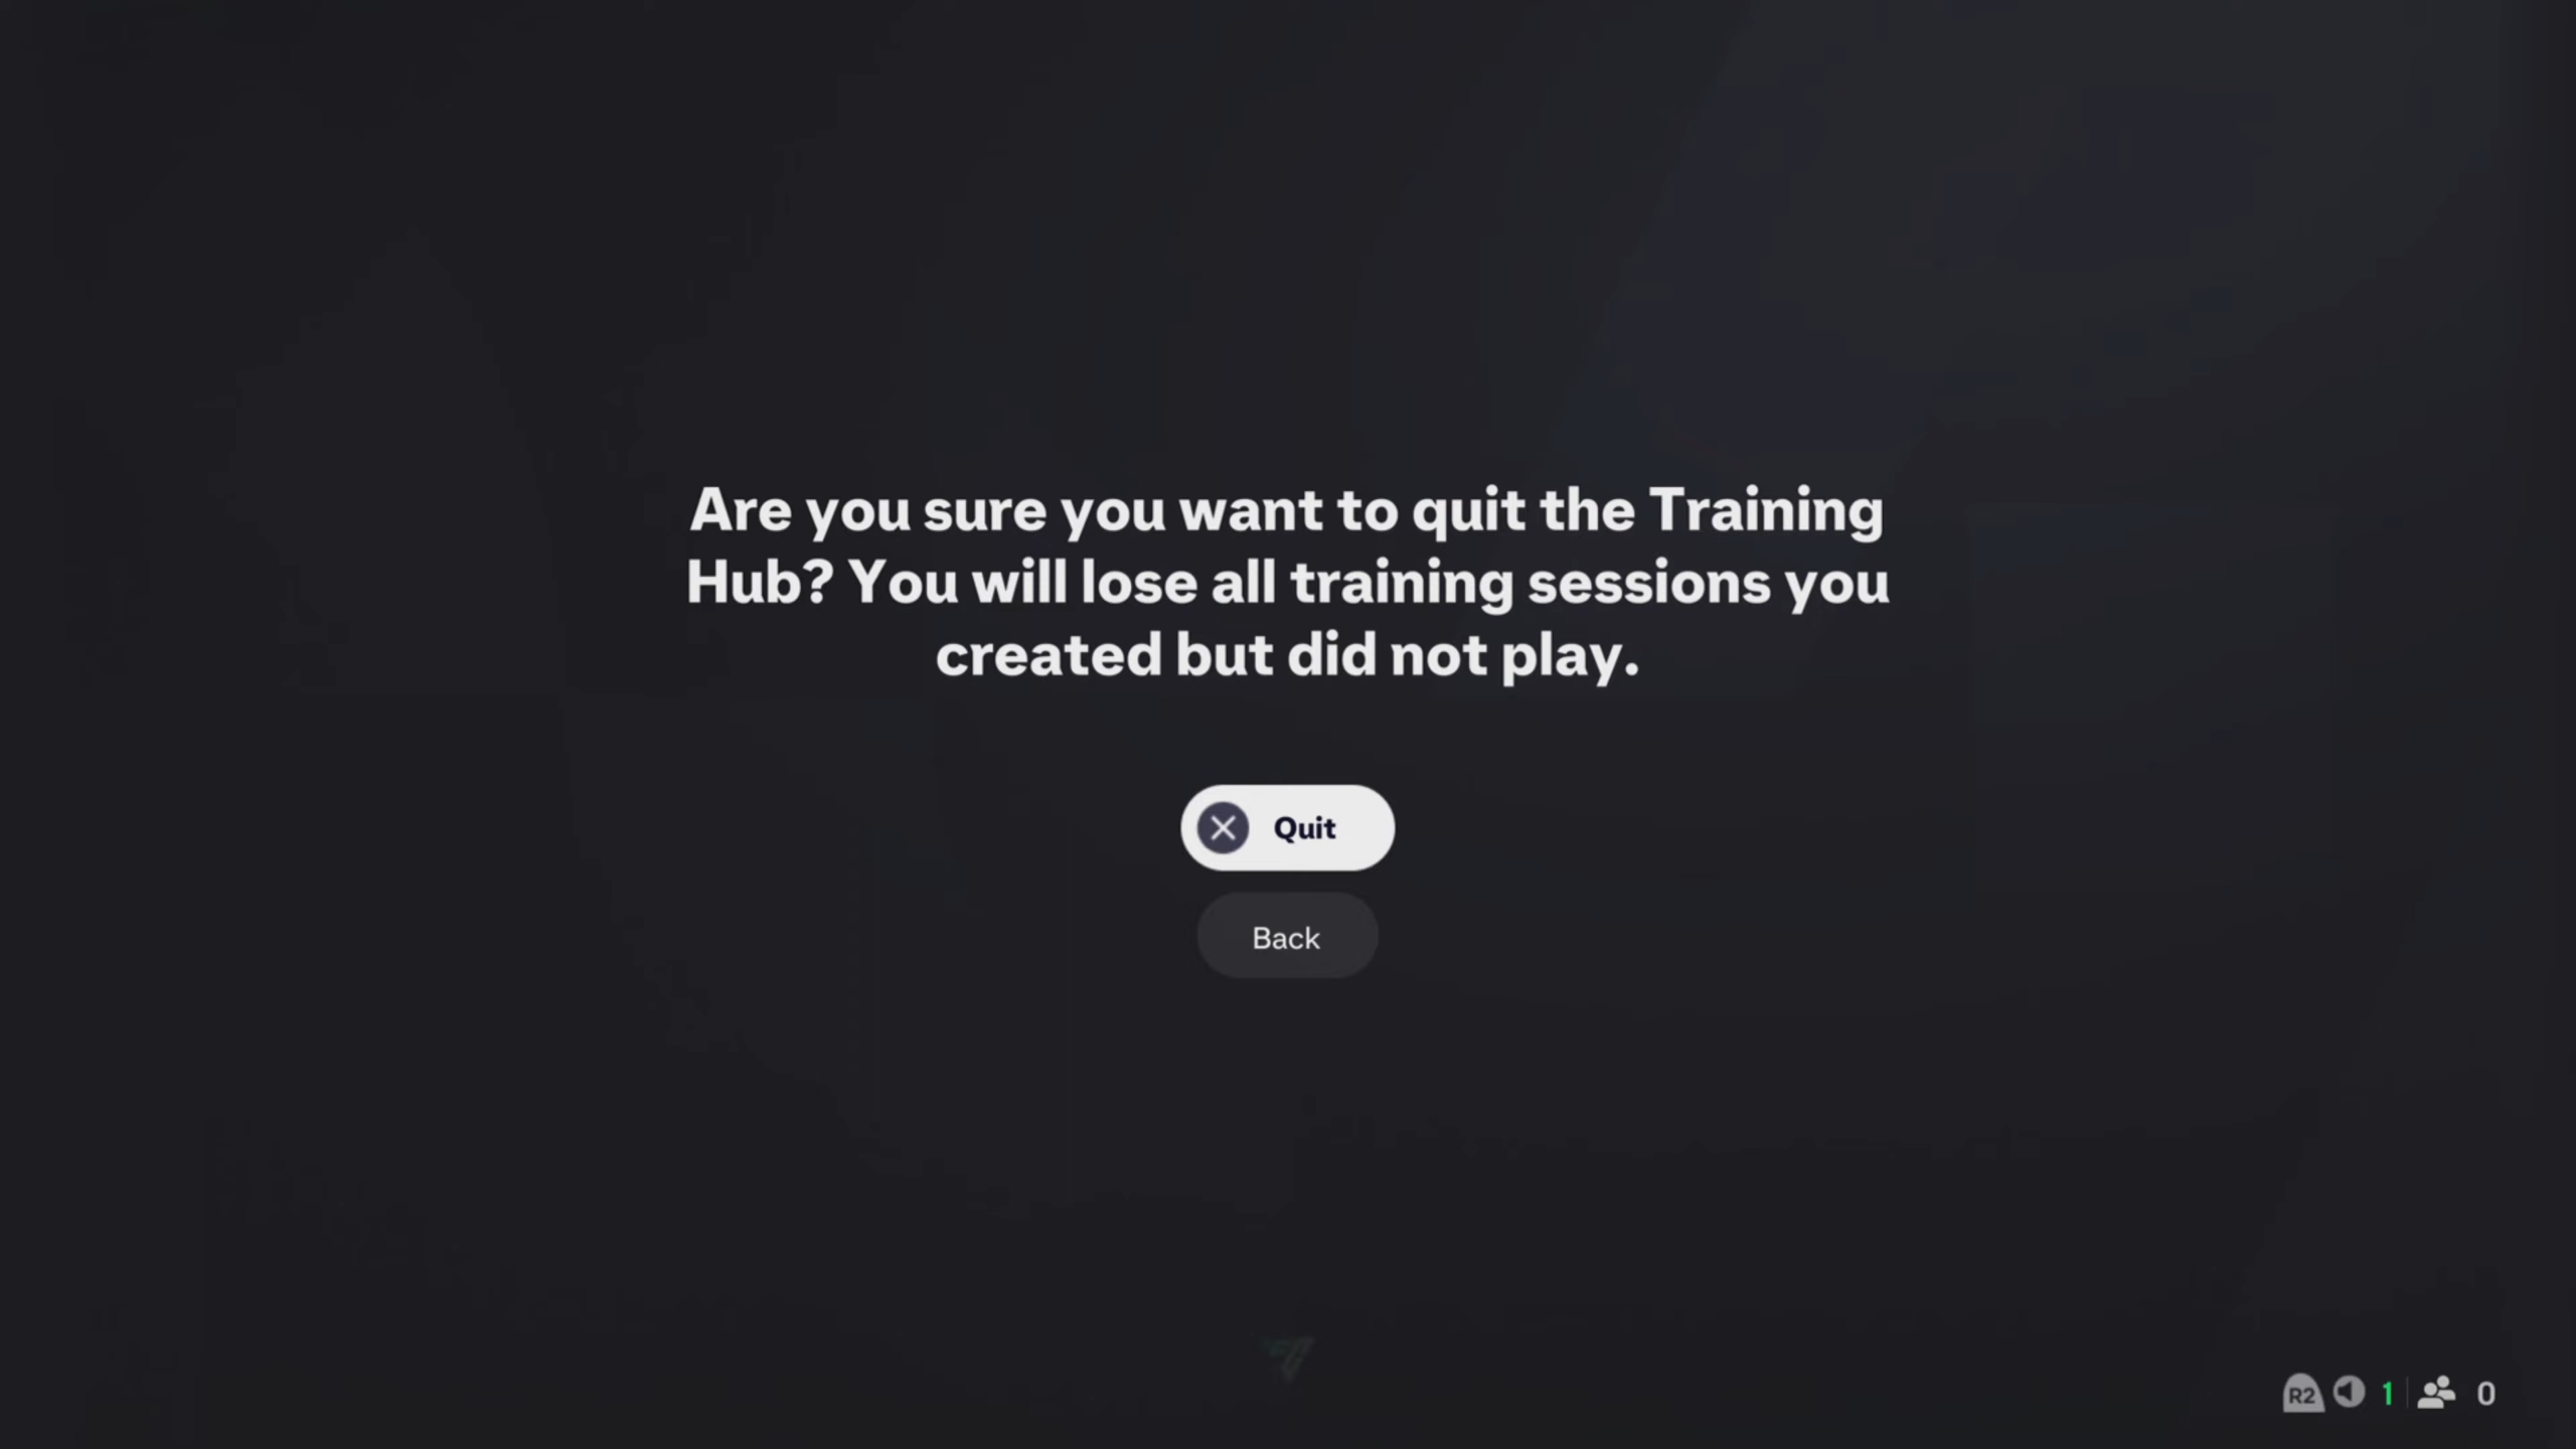 Are you sure you want to quit the Training
Hub? You will lose all training sessions you
created but did not play.
Quit
Back
R2 1 0